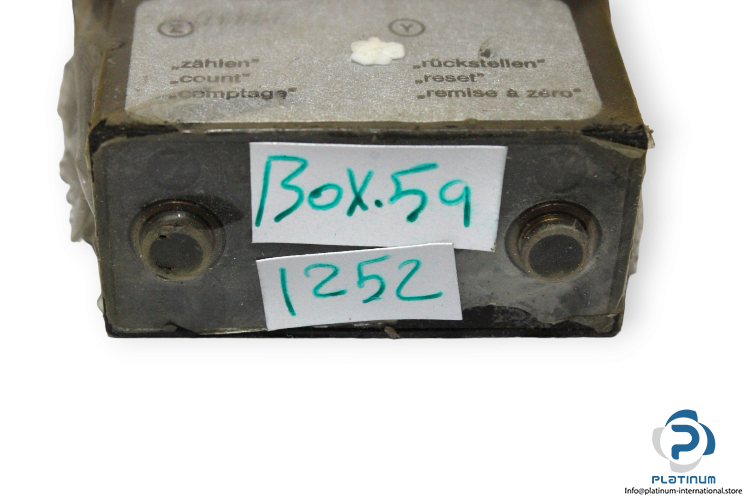 Z Y
„zählen" „rückstellen"
„count" „reset"
„comptage" „remise à zéro"
Box.59
1252
P
PLATINUM
Info@platinum-international.store